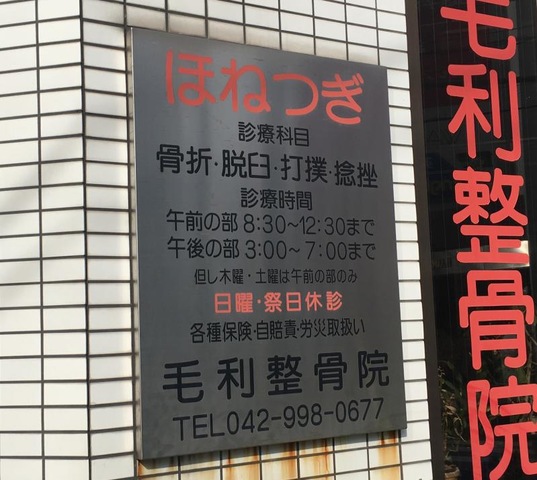 ほねつぎ
診療科目
骨折・脱臼・打撲・捻挫
診療時間
午前の部 8:30〜12:30まで
午後の部 3:00〜7:00まで
但し木曜・土曜は午前の部のみ
日曜・祭日休診
各種保険・自賠責・労災取扱い
毛利整骨院
TEL042-998-0677
毛利整骨院